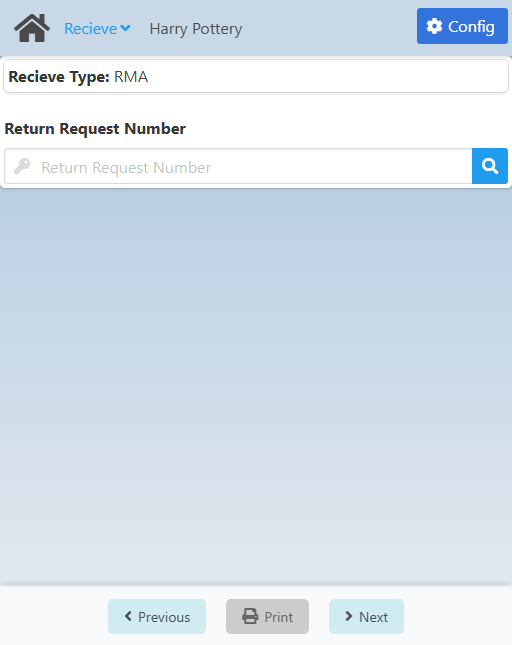 Recieve Harry Pottery Config
Recieve Type: RMA
Return Request Number
Return Request Number
Previous Print Next